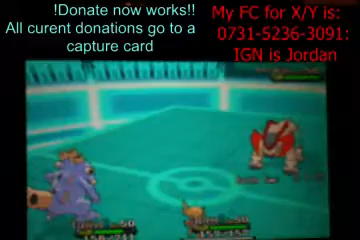 !Donate now works!!
All curent donations go to a
capture card
My FC for X/Y is:
0731-5236-3091:
IGN is Jordan